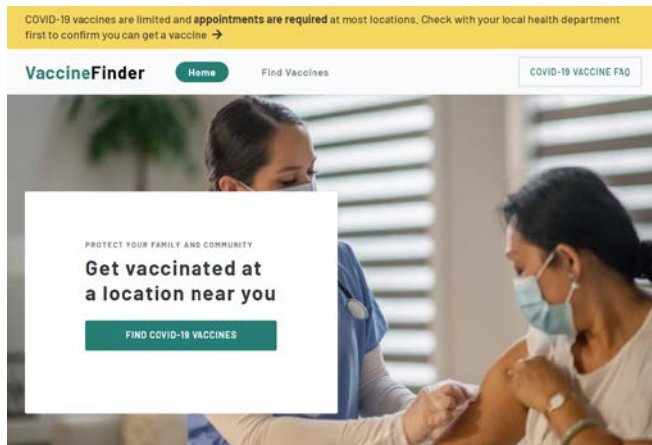 COVID-19 vaccines are limited and appointments are required at most locations. Check with your local health department
first to confirm you can get a vaccine →
VaccineFinder Home Find Vaccines COVID-19 VACCINE FAQ
PROTECT YOUR FAMILY AND COMMUNITY
Get vaccinated at
a location near you
FIND COVID-19 VACCINES